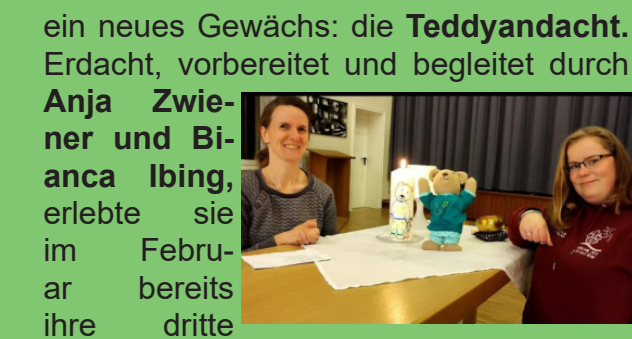 ein neues Gewächs: die Teddyandacht.
Erdacht, vorbereitet und begleitet durch
Anja Zwie-
ner und Bi-
anca Ibing,
erlebte sie
im Febru-
ar bereits
ihre dritte